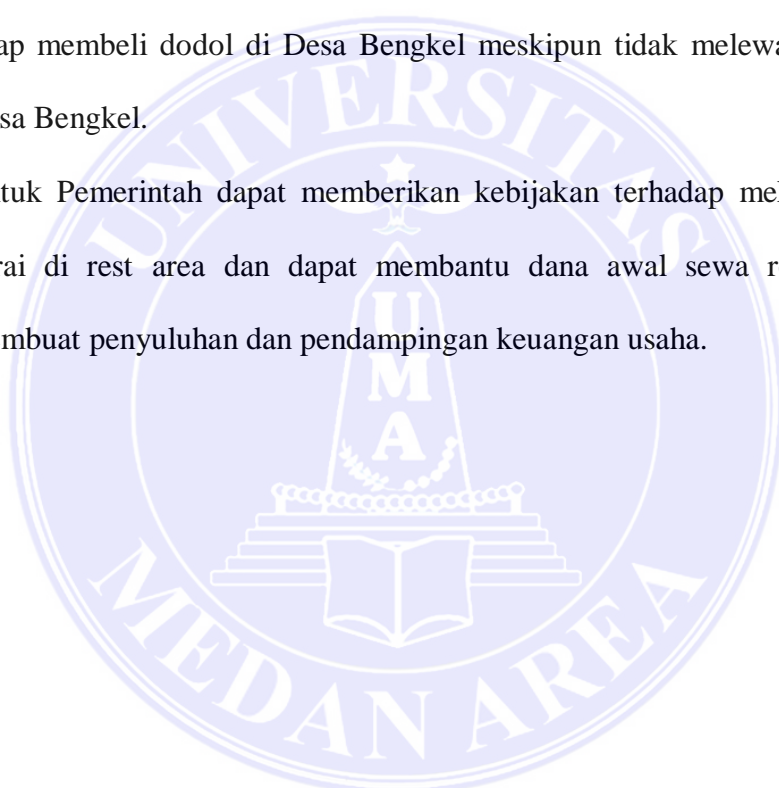 ap membeli dodol di Desa Bengkel meskipun tidak melewa
sa Bengkel.
tuk Pemerintah dapat memberikan kebijakan terhadap mel
rai di rest area dan dapat membantu dana awal sewa r
mbuat penyuluhan dan pendampingan keuangan usaha.
UNIVERSITAS
UMA
MEDAN AREA